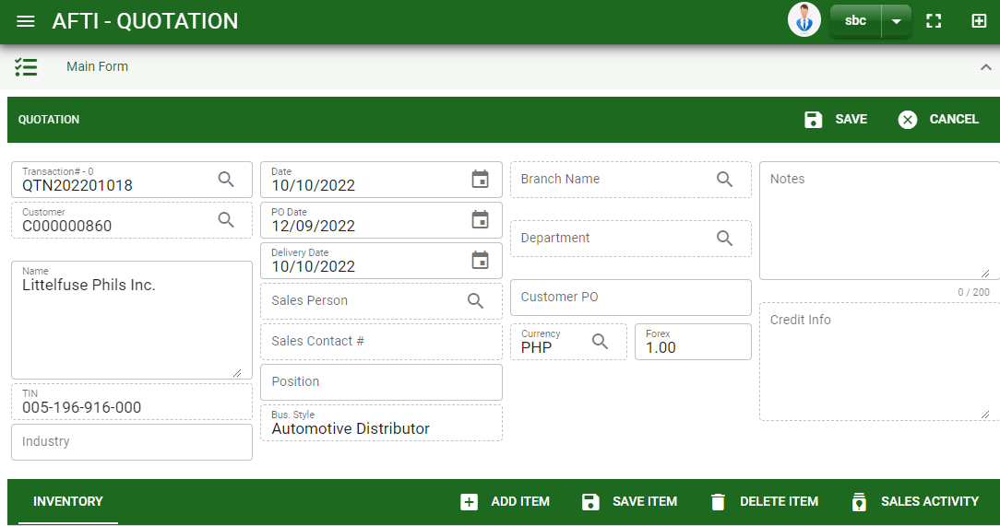 AFTI - QUOTATION
sbc
Main Form
QUOTATION
SAVE
CANCEL
Transaction# - 0
QTN202201018
Customer
C000000860
Name
Littelfuse Phils Inc.
TIN
005-196-916-000
Industry
Date
10/10/2022
PO Date
12/09/2022
Delivery Date
10/10/2022
Sales Person
Sales Contact #
Position
Bus. Style
Automotive Distributor
Branch Name
Department
Customer PO
Currency
PHP
Forex
1.00
Notes
0 / 200
Credit Info
INVENTORY
ADD ITEM
SAVE ITEM
DELETE ITEM
SALES ACTIVITY